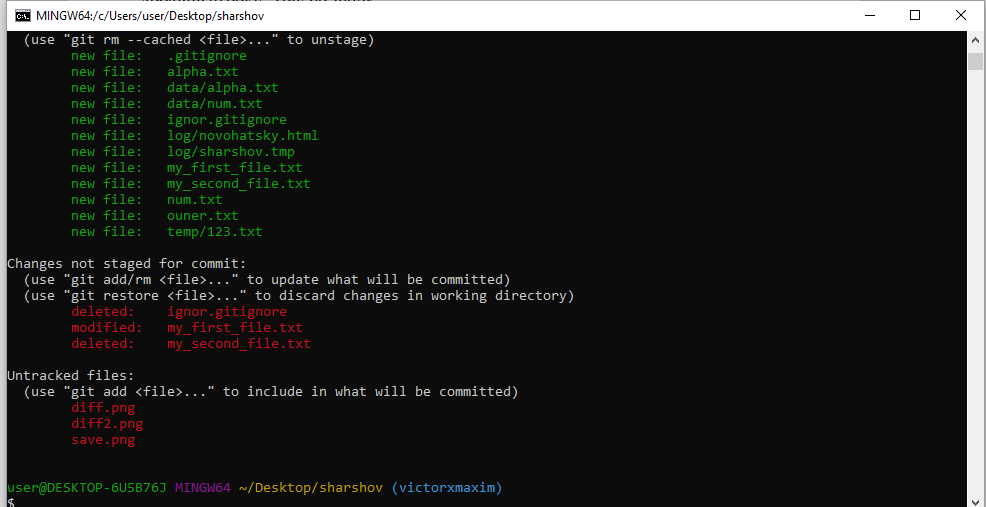 MINGW64:/c/Users/user/Desktop/sharshov
(use "git rm --cached <file>..." to unstage)
new file: .gitignore
new file: alpha.txt
new file: data/alpha.txt
new file: data/num.txt
new file: ignor.gitignore
new file: log/novohatsky.html
new file: log/sharshov.tmp
new file: my_first_file.txt
new file: my_second_file.txt
new file: num.txt
new file: ouner.txt
new file: temp/123.txt
Changes not staged for commit:
(use "git add/rm <file>..." to update what will be committed)
(use "git restore <file>..." to discard changes in working directory)
deleted: ignor.gitignore
modified: my_first_file.txt
deleted: my_second_file.txt
Untracked files:
(use "git add <file>..." to include in what will be committed)
diff.png
diff2.png
save.png
user@DESKTOP-6U5B76J MINGW64 ~/Desktop/sharshov (victorxmaxim)
$